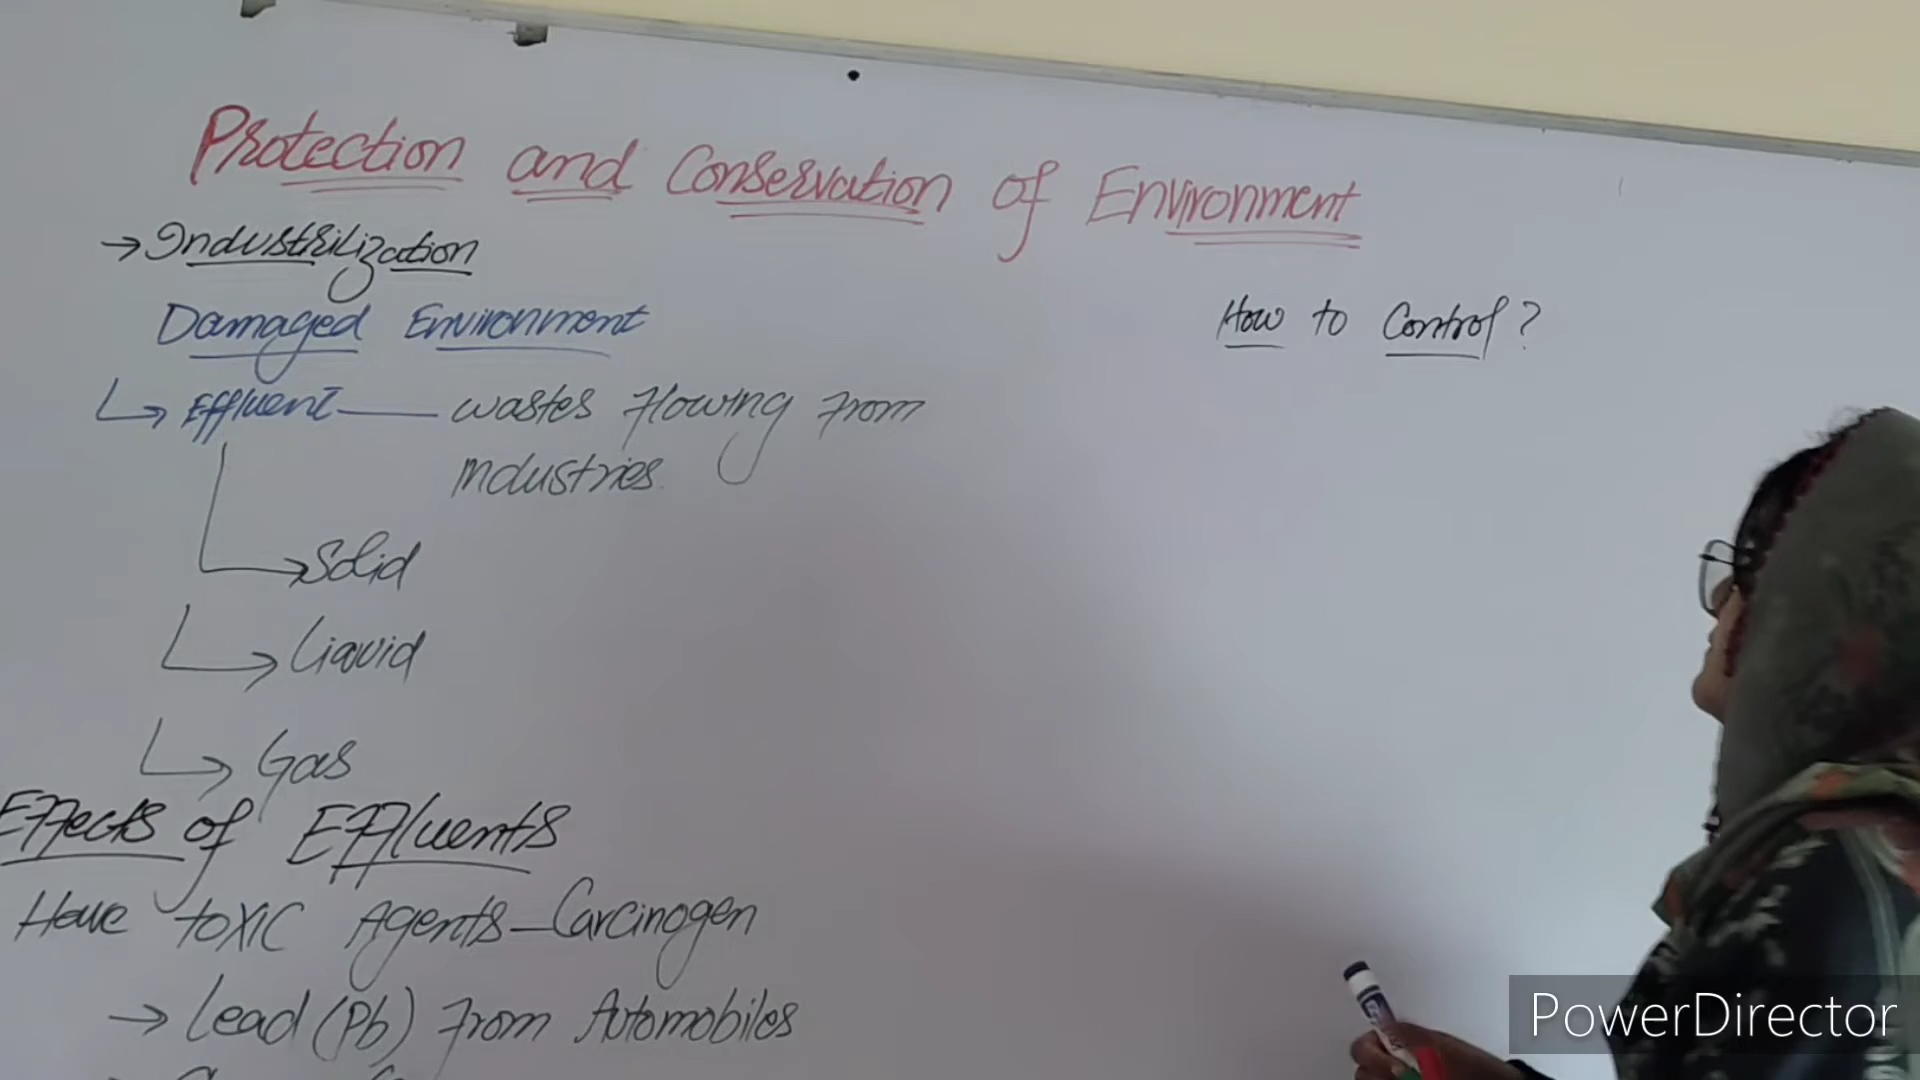 Protection and Conservation of Environment
→ Industrilization
Damaged Environment
How to Control?
Effluent — wastes flowing from
industries.
→ Solid
→ Liquid
→ Gas
Effects of Effluents
Have toxic Agents - Carcinogen
→ Lead (Pb) from Automobiles
PowerDirector